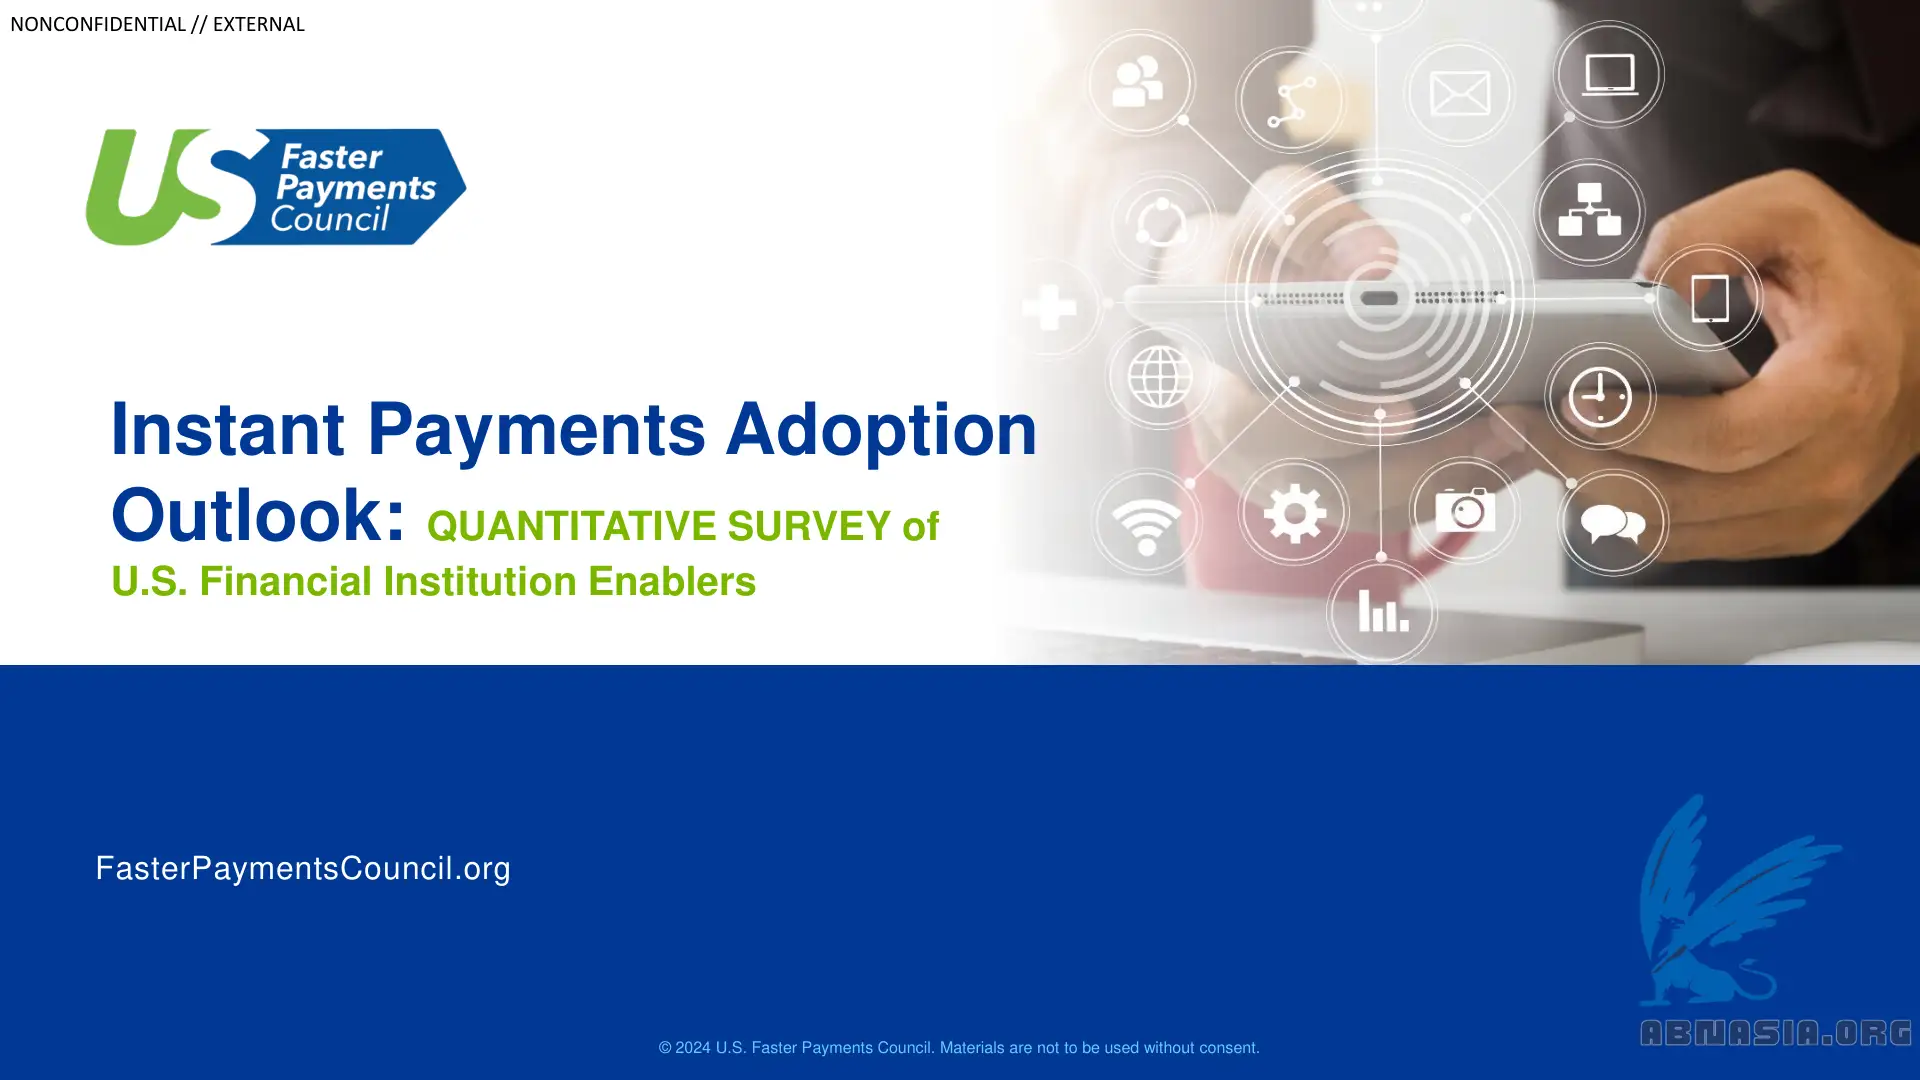 NONCONFIDENTIAL // EXTERNAL
US
Faster
Payments
Council
Instant Payments Adoption
Outlook: QUANTITATIVE SURVEY of
U.S. Financial Institution Enablers
FasterPaymentsCouncil.org
ABNASIA.ORG
© 2024 U.S. Faster Payments Council. Materials are not to be used without consent.